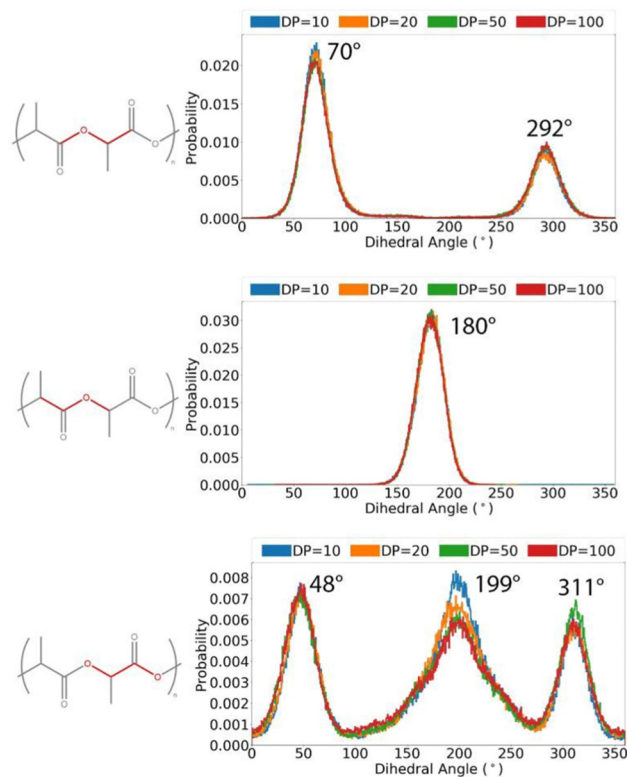 DP=10 DP=20 DP=50 DP=100
70°
292°
Probability
0.020
0.015
0.010
0.005
0.000
0 50 100 150 200 250 300 350
Dihedral Angle (°)
O O O O n
DP=10 DP=20 DP=50 DP=100
180°
Probability
0.030
0.025
0.020
0.015
0.010
0.005
0.000
0 50 100 150 200 250 300 350
Dihedral Angle (°)
O O O O n
DP=10 DP=20 DP=50 DP=100
48° 199° 311°
Probability
0.008
0.007
0.006
0.005
0.004
0.003
0.002
0.001
0.000
0 50 100 150 200 250 300 350
Dihedral Angle (°)
O O O O n